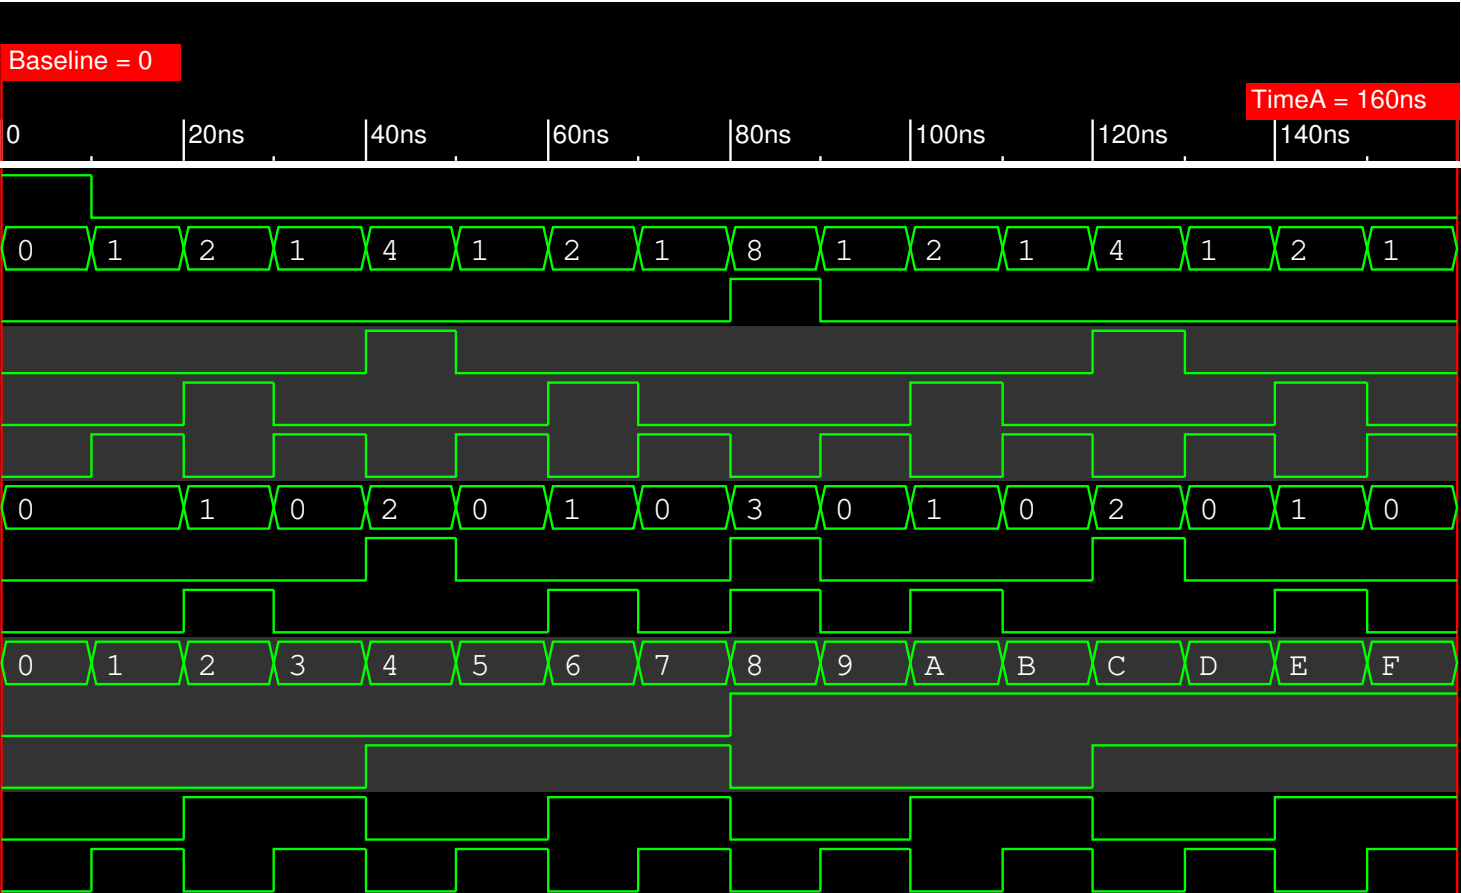 Baseline = 0
TimeA = 160ns
0 20ns 40ns 60ns 80ns 100ns 120ns 140ns
0 1 2 1 4 1 2 1 8 1 2 1 4 1 2 1
0 1 0 2 0 1 0 3 0 1 0 2 0 1 0
0 1 2 3 4 5 6 7 8 9 A B C D E F